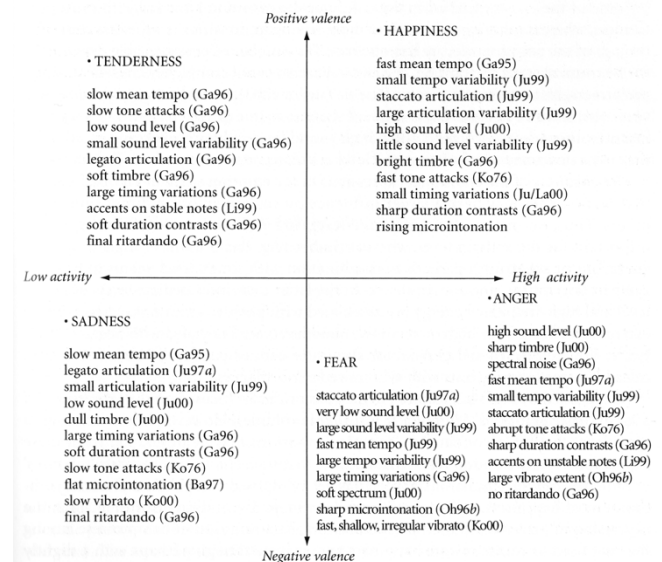 Positive valence
• TENDERNESS
slow mean tempo (Ga96)
slow tone attacks (Ga96)
low sound level (Ga96)
small sound level variability (Ga96)
legato articulation (Ga96)
soft timbre (Ga96)
large timing variations (Ga96)
accents on stable notes (Li99)
soft duration contrasts (Ga96)
final ritardando (Ga96)
• HAPPINESS
fast mean tempo (Ga95)
small tempo variability (Ju99)
staccato articulation (Ju99)
large articulation variability (Ju99)
high sound level (Ju00)
little sound level variability (Ju99)
bright timbre (Ga96)
fast tone attacks (Ko76)
small timing variations (Ju/La00)
sharp duration contrasts (Ga96)
rising microintonation
Low activity
High activity
• SADNESS
slow mean tempo (Ga95)
legato articulation (Ju97a)
small articulation variability (Ju99)
low sound level (Ju00)
dull timbre (Ju00)
large timing variations (Ga96)
soft duration contrasts (Ga96)
slow tone attacks (Ko76)
flat microintonation (Ba97)
slow vibrato (Ko00)
final ritardando (Ga96)
• FEAR
staccato articulation (Ju97a)
very low sound level (Ju00)
large sound level variability (Ju99)
fast mean tempo (Ju99)
large tempo variability (Ju99)
large timing variations (Ga96)
soft spectrum (Ju00)
sharp microintonation (Oh96b)
fast, shallow, irregular vibrato (Ko00)
• ANGER
high sound level (Ju00)
sharp timbre (Ju00)
spectral noise (Ga96)
fast mean tempo (Ju97a)
small tempo variability (Ju99)
staccato articulation (Ju99)
abrupt tone attacks (Ko76)
sharp duration contrasts (Ga96)
accents on unstable notes (Li99)
large vibrato extent (Oh96b)
no ritardando (Ga96)
Negative valence